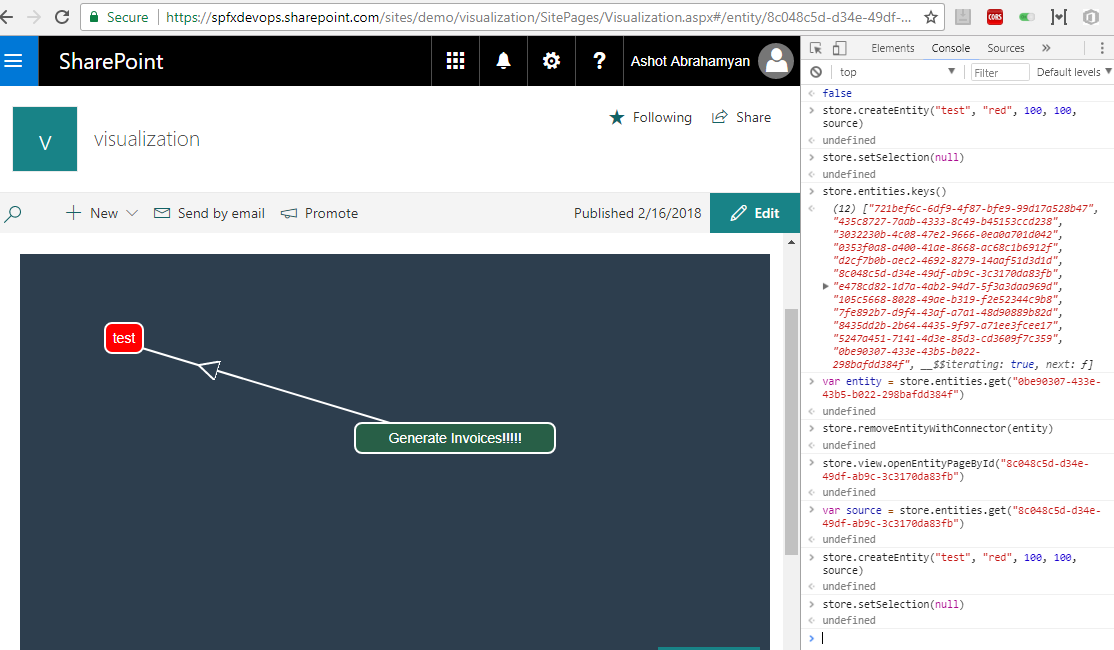 Secure
https://spfxdevops.sharepoint.com/sites/demo/visualization/SitePages/Visualization.aspx#/entity/8c048c5d-d34e-49df-...
CORS
SharePoint
?
Ashot Abrahamyan
V
visualization
Following
Share
New
Send by email
Promote
Published 2/16/2018
Edit
test
Generate Invoices!!!!!
Elements Console Sources »
top
Filter
Default levels
false
store.createEntity("test", "red", 100, 100,
source)
undefined
store.setSelection(null)
undefined
store.entities.keys()
(12) ["721bef6c-6df9-4f87-bfe9-99d17a528b47",
"435c8727-7aab-4333-8c49-b45153ccd238",
"3032230b-4c08-47e2-9666-0ea0a701d042",
"0353f0a8-a400-41ae-8668-ac68c1b6912f",
"d2cf7b0b-aec2-4692-8279-14aaf51d3d1d",
"8c048c5d-d34e-49df-ab9c-3c3170da83fb",
"e478cd82-1d7a-4ab2-94d7-5f3a3daa969d",
"105c5668-8028-49ae-b319-f2e52344c9b8",
"7fe892b7-d9f4-43af-a7a1-48d90889b82d",
"8435dd2b-2b64-4435-9f97-a71ee3fcee17",
"5247a451-7141-4d3e-85d3-cd3609f7c359",
"0be90307-433e-43b5-b022-
298bafdd384f", __$$iterating: true, next: ƒ]
var entity = store.entities.get("0be90307-433e-
43b5-b022-298bafdd384f")
undefined
store.removeEntityWithConnector(entity)
undefined
store.view.openEntityPageById("8c048c5d-d34e-
49df-ab9c-3c3170da83fb")
undefined
var source = store.entities.get("8c048c5d-d34e-
49df-ab9c-3c3170da83fb")
undefined
store.createEntity("test", "red", 100, 100,
source)
undefined
store.setSelection(null)
undefined